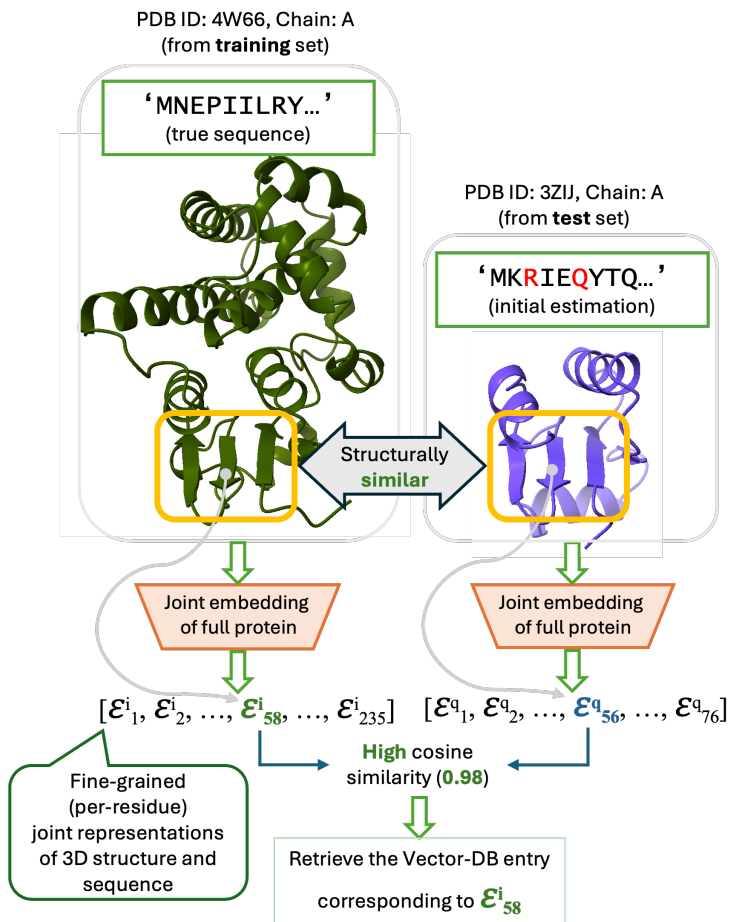 PDB ID: 4W66, Chain: A
(from training set)
‘MNEPIILRY…’
(true sequence)
PDB ID: 3ZIJ, Chain: A
(from test set)
‘MKRIEQYTQ…’
(initial estimation)
Structurally
similar
Joint embedding
of full protein
Joint embedding
of full protein
[ℰⁱ₁, ℰⁱ₂, …, ℰⁱ₅₈, …, ℰⁱ₂₃₅]
[ℰq₁, ℰq₂, …, ℰq₅₆, …, ℰq₇₆]
High cosine
similarity (0.98)
Fine-grained
(per-residue)
joint representations
of 3D structure and
sequence
Retrieve the Vector-DB entry
corresponding to ℰⁱ₅₈